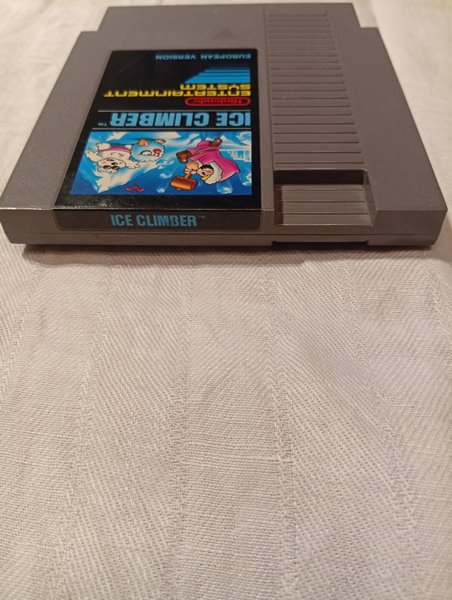 EUROPEAN VERSION
Nintendo
ENTERTAINMENT
SYSTEM
ICE CLIMBER™
ICE CLIMBER™